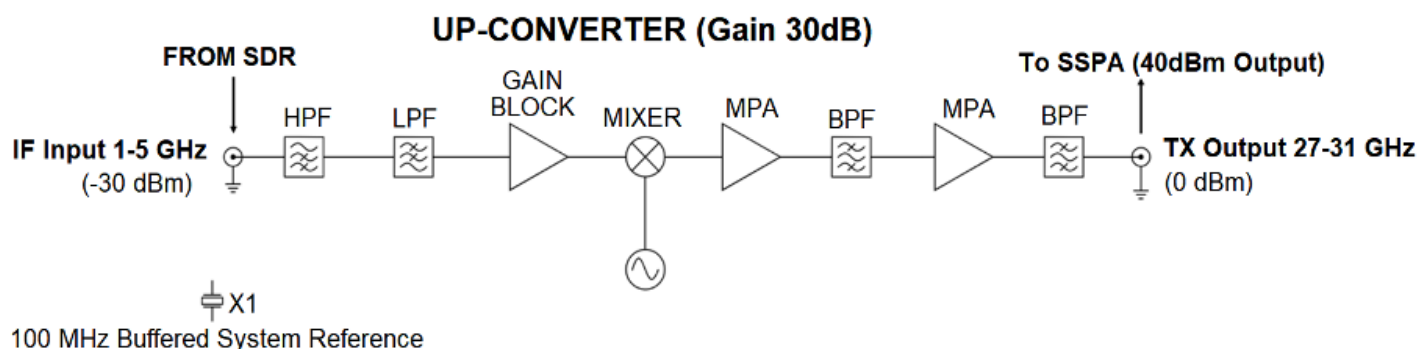 UP-CONVERTER (Gain 30dB)
FROM SDR
To SSPA (40dBm Output)
GAIN
BLOCK
HPF
LPF
MIXER
MPA
BPF
MPA
BPF
IF Input 1-5 GHz
(-30 dBm)
TX Output 27-31 GHz
(0 dBm)
X1
100 MHz Buffered System Reference